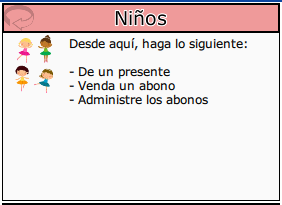 Niños
Desde aquí, haga lo siguiente:
- De un presente
- Venda un abono
- Administre los abonos